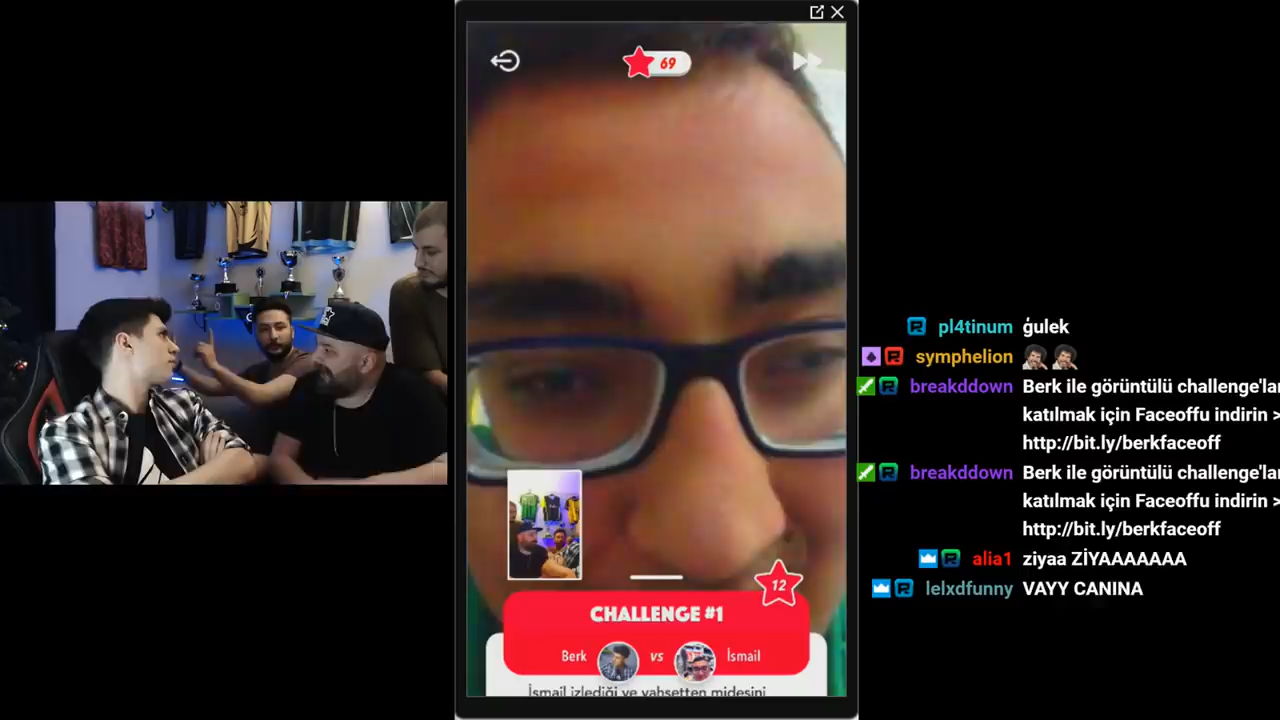 69
12
CHALLENGE #1
Berk vs İsmail
İsmail izlediği ve vahşetten midesini
pl4tinum ģulek
symphelion
breakddown Berk ile görüntülü challenge'lar
katılmak için Faceoffu indirin >
http://bit.ly/berkfaceoff
breakddown Berk ile görüntülü challenge'lar
katılmak için Faceoffu indirin >
http://bit.ly/berkfaceoff
alia1 ziyaa ZİYAAAAAAA
lelxdfunny VAYY CANINA